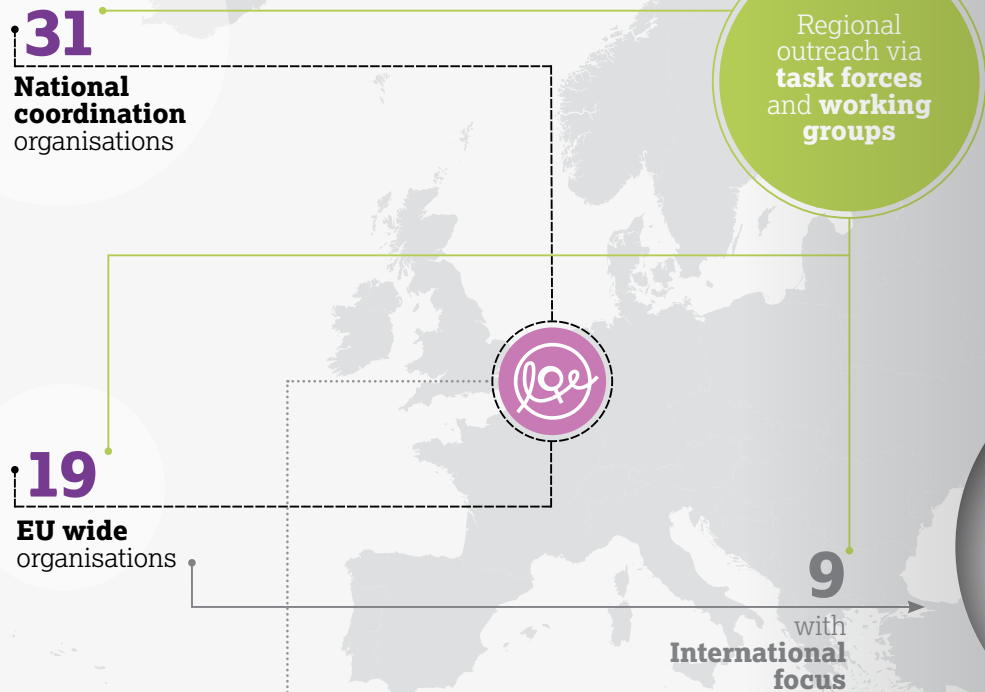 31
National
coordination
organisations
Regional
outreach via
task forces
and working
groups
19
EU wide
organisations
9
with
International
focus